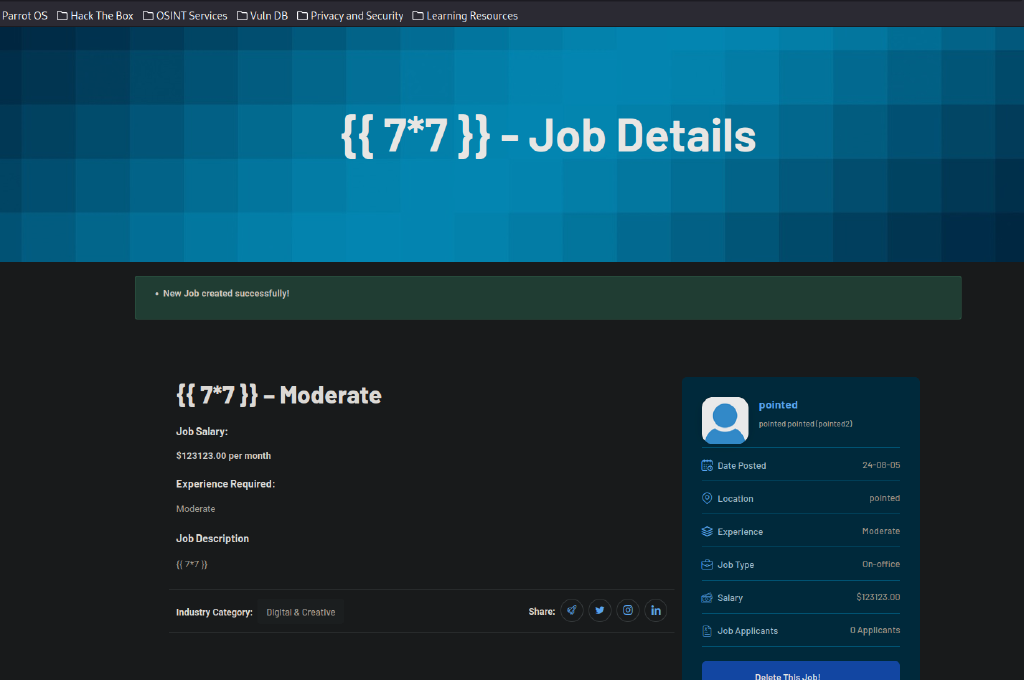 Parrot OS Hack The Box OSINT Services Vuln DB Privacy and Security Learning Resources
{{ 7*7 }} – Job Details
• New Job created successfully!
{{ 7*7 }} – Moderate
Job Salary:
$123123.00 per month
Experience Required:
Moderate
Job Description
{{ 7*7 }}
Industry Category: Digital & Creative
Share:
pointed
pointed pointed (pointed2)
Date Posted 24-08-05
Location pointed
Experience Moderate
Job Type On-office
Salary $123123.00
Job Applicants 0 Applicants
Delete This Job!